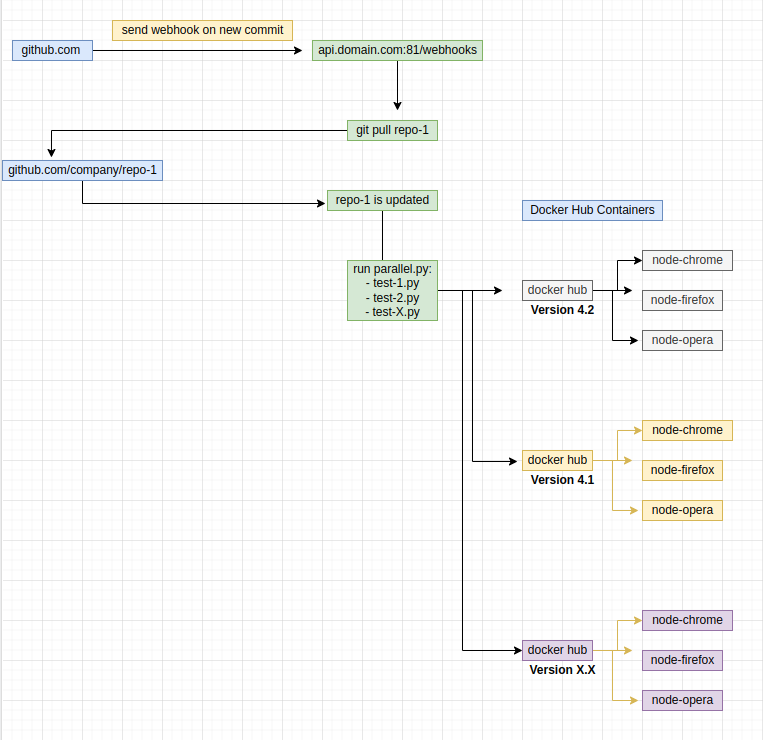 send webhook on new commit
github.com
api.domain.com:81/webhooks
git pull repo-1
github.com/company/repo-1
repo-1 is updated
Docker Hub Containers
run parallel.py:
- test-1.py
- test-2.py
- test-X.py
docker hub
Version 4.2
node-chrome
node-firefox
node-opera
docker hub
Version 4.1
node-chrome
node-firefox
node-opera
docker hub
Version X.X
node-chrome
node-firefox
node-opera